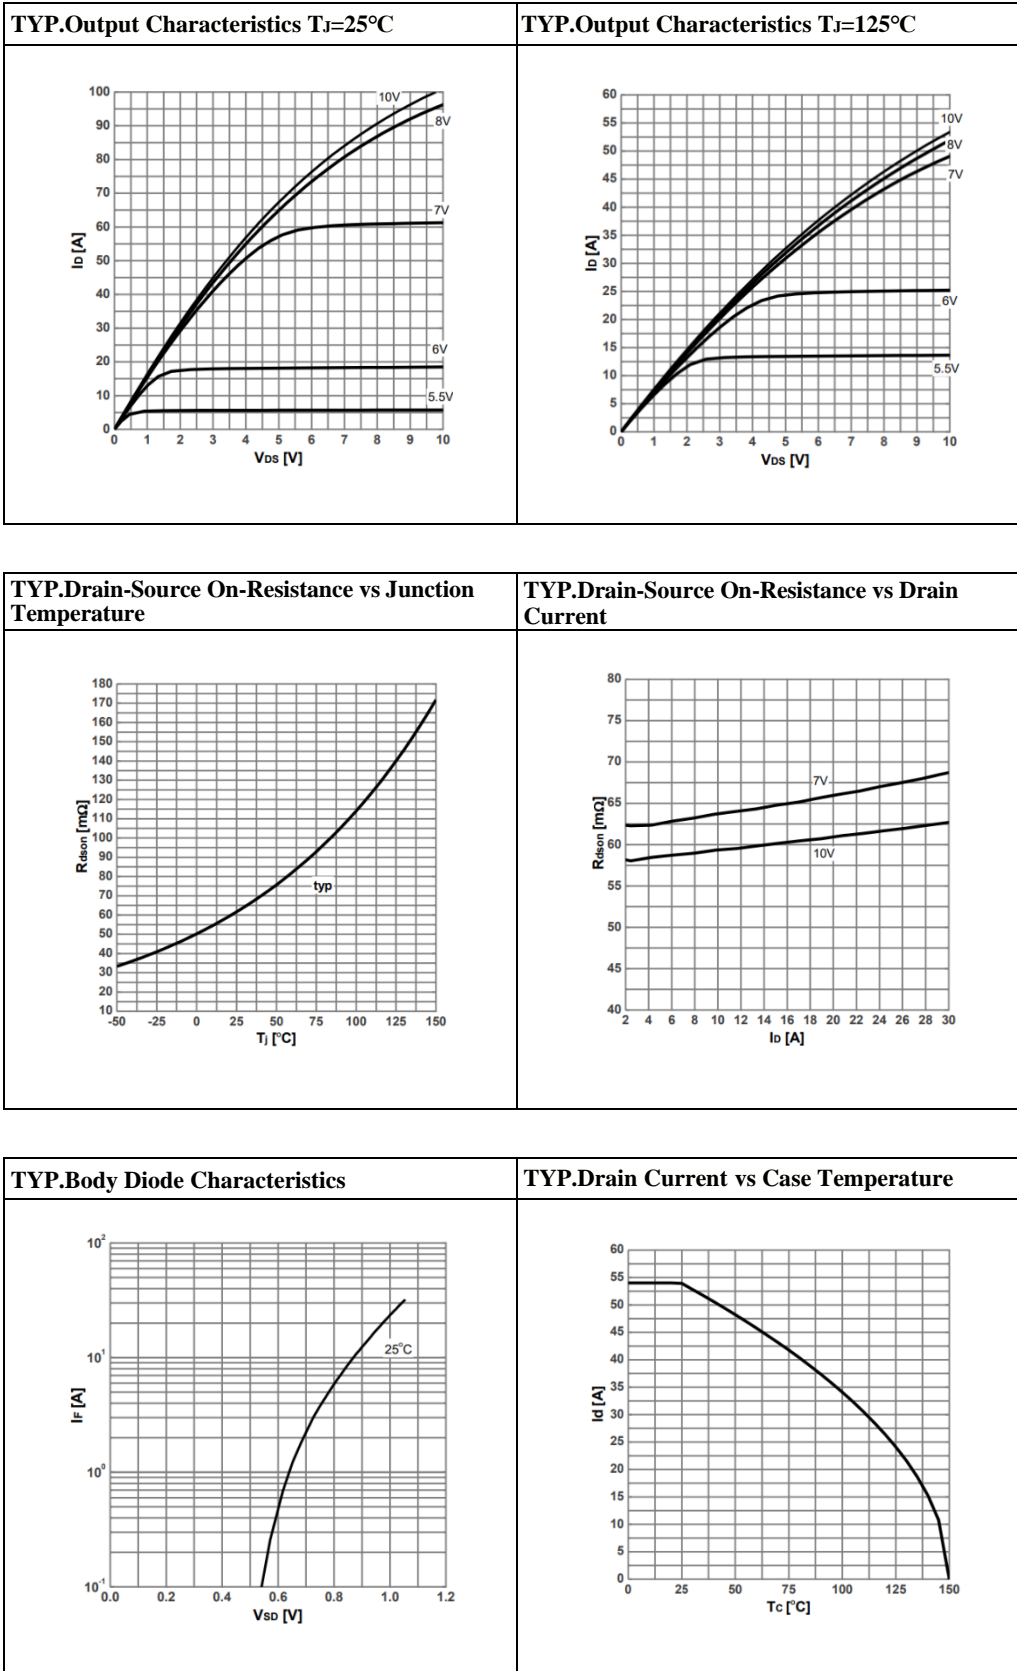 TYP.Output Characteristics TJ=25℃
100
90
80
70
60
50
40
30
20
10
0
ID [A]
10V
8V
7V
6V
5.5V
0 1 2 3 4 5 6 7 8 9 10
VDS [V]
TYP.Output Characteristics TJ=125℃
60
55
50
45
40
35
30
25
20
15
10
5
0
ID [A]
10V
8V
7V
6V
5.5V
0 1 2 3 4 5 6 7 8 9 10
VDS [V]
TYP.Drain-Source On-Resistance vs Junction
Temperature
180
170
160
150
140
130
120
110
100
90
80
70
60
50
40
30
20
10
Rdson [mΩ]
typ
-50 -25 0 25 50 75 100 125 150
Tj [°C]
TYP.Drain-Source On-Resistance vs Drain
Current
80
75
70
65
60
55
50
45
40
Rdson [mΩ]
7V
10V
2 4 6 8 10 12 14 16 18 20 22 24 26 28 30
ID [A]
TYP.Body Diode Characteristics
10²
10¹
10⁰
10⁻¹
IF [A]
25°C
0.0 0.2 0.4 0.6 0.8 1.0 1.2
VSD [V]
TYP.Drain Current vs Case Temperature
60
55
50
45
40
35
30
25
20
15
10
5
0
Id [A]
0 25 50 75 100 125 150
Tc [°C]